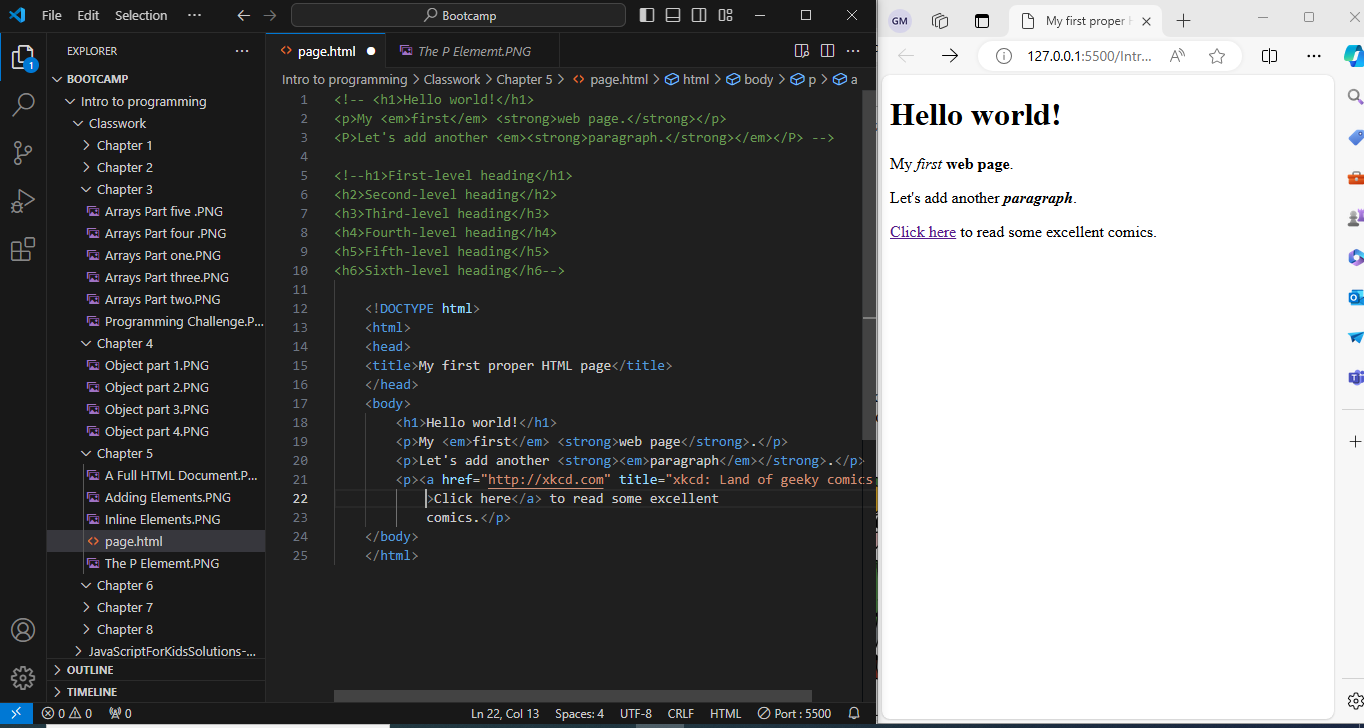 File Edit Selection ··· Bootcamp
EXPLORER ···
1
BOOTCAMP
Intro to programming
Classwork
Chapter 1
Chapter 2
Chapter 3
Arrays Part five .PNG
Arrays Part four .PNG
Arrays Part one.PNG
Arrays Part three.PNG
Arrays Part two.PNG
Programming Challenge.P...
Chapter 4
Object part 1.PNG
Object part 2.PNG
Object part 3.PNG
Object part 4.PNG
Chapter 5
A Full HTML Document.P...
Adding Elements.PNG
Inline Elements.PNG
page.html
The P Elememt.PNG
Chapter 6
Chapter 7
Chapter 8
JavaScriptForKidsSolutions-...
OUTLINE
TIMELINE
page.html The P Elememt.PNG ···
Intro to programming > Classwork > Chapter 5 > page.html > html > body > p > a
1 <!-- <h1>Hello world!</h1>
2 <p>My <em>first</em> <strong>web page.</strong></p>
3 <P>Let's add another <em><strong>paragraph.</strong></em></P> -->
4
5 <!--h1>First-level heading</h1>
6 <h2>Second-level heading</h2>
7 <h3>Third-level heading</h3>
8 <h4>Fourth-level heading</h4>
9 <h5>Fifth-level heading</h5>
10 <h6>Sixth-level heading</h6-->
11
12 <!DOCTYPE html>
13 <html>
14 <head>
15 <title>My first proper HTML page</title>
16 </head>
17 <body>
18 <h1>Hello world!</h1>
19 <p>My <em>first</em> <strong>web page</strong>.</p>
20 <p>Let's add another <strong><em>paragraph</em></strong>.</p>
21 <p><a href="http://xkcd.com" title="xkcd: Land of geeky comics
22 >Click here</a> to read some excellent
23 comics.</p>
24 </body>
25 </html>
0 0 0 Ln 22, Col 13 Spaces: 4 UTF-8 CRLF HTML Port : 5500
GM My first proper H
127.0.0.1:5500/Intr... A ···
Hello world!
My first web page.
Let's add another paragraph.
Click here to read some excellent comics.